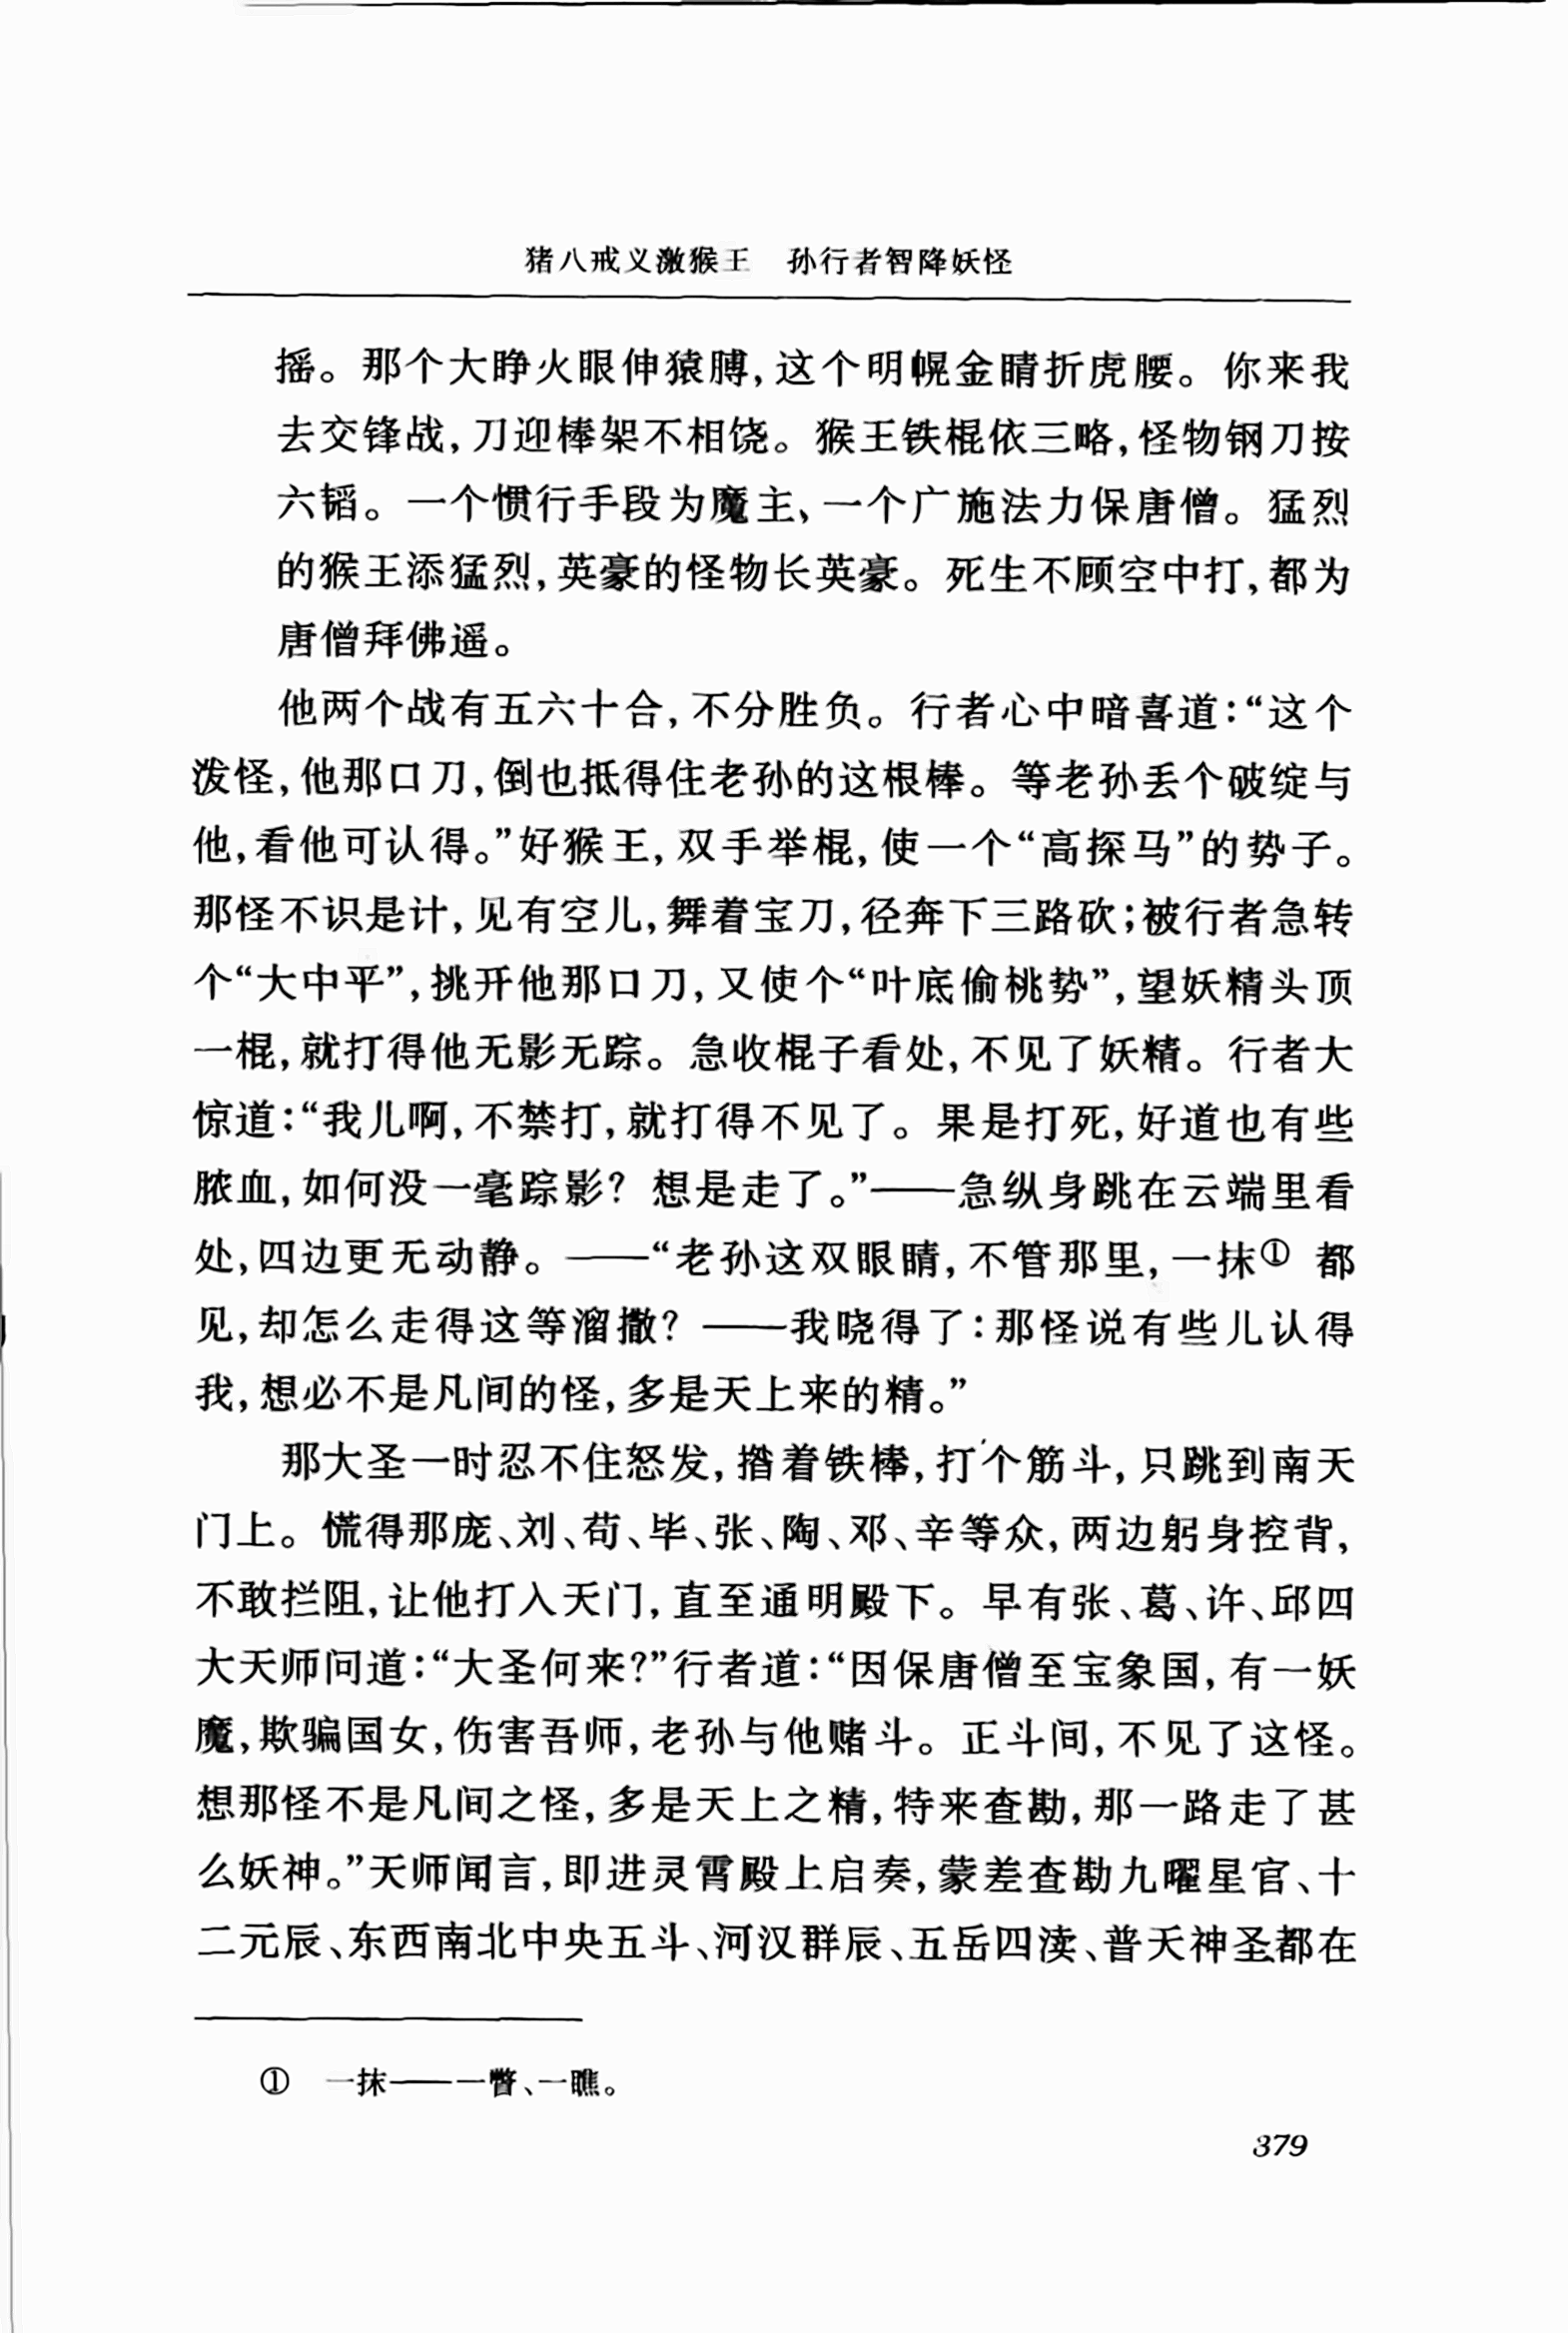 猪八戒义激猴王　孙行者智降妖怪
摇。那个大睁火眼伸猿膊,这个明幌金睛折虎腰。你来我
去交锋战,刀迎棒架不相饶。猴王铁棍依三略,怪物钢刀按
六韬。一个惯行手段为魔主、一个广施法力保唐僧。猛烈
的猴王添猛烈,英豪的怪物长英豪。死生不顾空中打,都为
唐僧拜佛遥。
他两个战有五六十合,不分胜负。行者心中暗喜道:“这个
泼怪,他那口刀,倒也抵得住老孙的这根棒。等老孙丢个破绽与
他,看他可认得。”好猴王,双手举棍,使一个“高探马”的势子。
那怪不识是计,见有空儿,舞着宝刀,径奔下三路砍;被行者急转
个“大中平”,挑开他那口刀,又使个“叶底偷桃势”,望妖精头顶
一棍,就打得他无影无踪。急收棍子看处,不见了妖精。行者大
惊道:“我儿啊,不禁打,就打得不见了。果是打死,好道也有些
脓血,如何没一毫踪影? 想是走了。”——急纵身跳在云端里看
处,四边更无动静。——“老孙这双眼睛,不管那里,一抹① 都
见,却怎么走得这等溜撒? ——我晓得了:那怪说有些儿认得
我,想必不是凡间的怪,多是天上来的精。”
那大圣一时忍不住怒发,揝着铁棒,打个筋斗,只跳到南天
门上。慌得那庞、刘、苟、毕、张、陶、邓、辛等众,两边躬身控背,
不敢拦阻,让他打入天门,直至通明殿下。早有张、葛、许、邱四
大天师问道:“大圣何来?”行者道:“因保唐僧至宝象国,有一妖
魔,欺骗国女,伤害吾师,老孙与他赌斗。正斗间,不见了这怪。
想那怪不是凡间之怪,多是天上之精,特来查勘,那一路走了甚
么妖神。”天师闻言,即进灵霄殿上启奏,蒙差查勘九曜星官、十
二元辰、东西南北中央五斗、河汉群辰、五岳四渎、普天神圣都在
①　一抹——一瞥、一瞧。
379